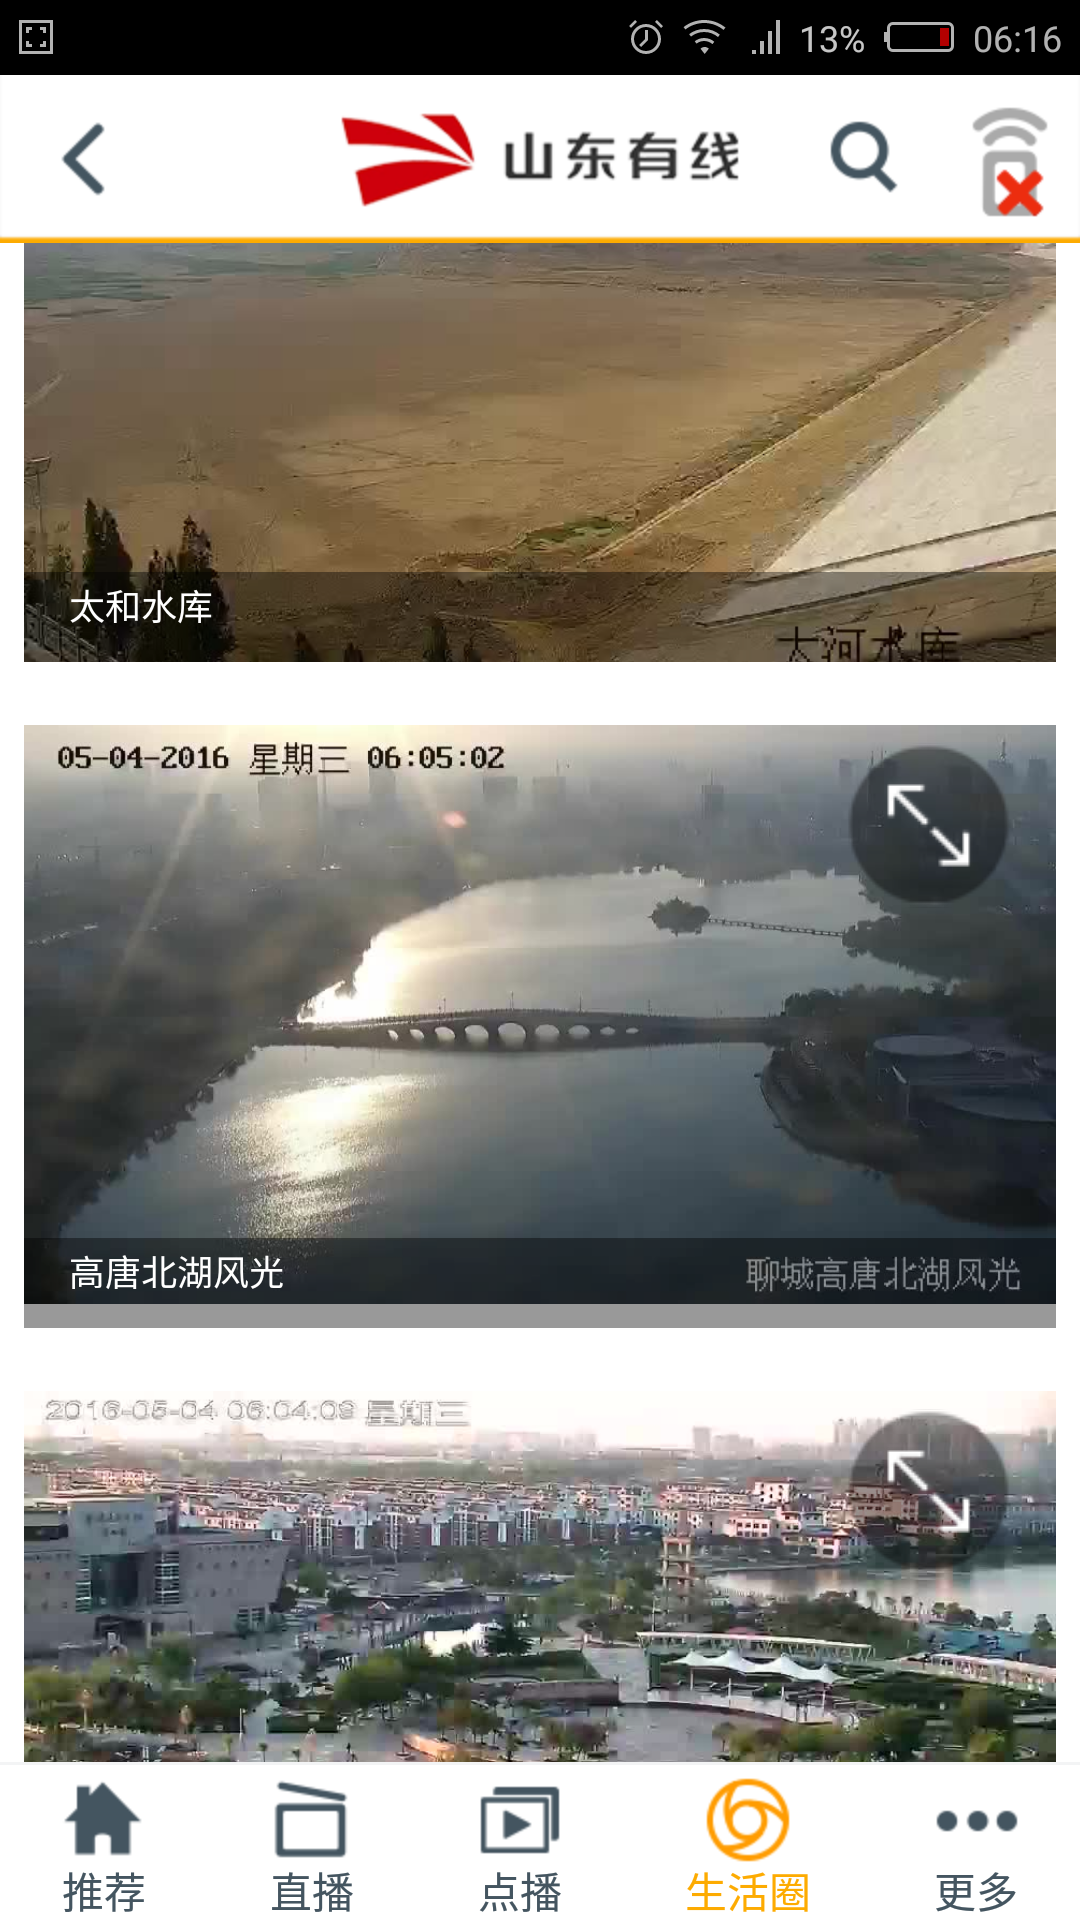 13% 06:16
山东有线
太和水库
太河水库
05-04-2016 星期三 06:05:02
高唐北湖风光
聊城高唐北湖风光
2016-05-04 06:04:09 星期三
推荐 直播 点播 生活圈 更多